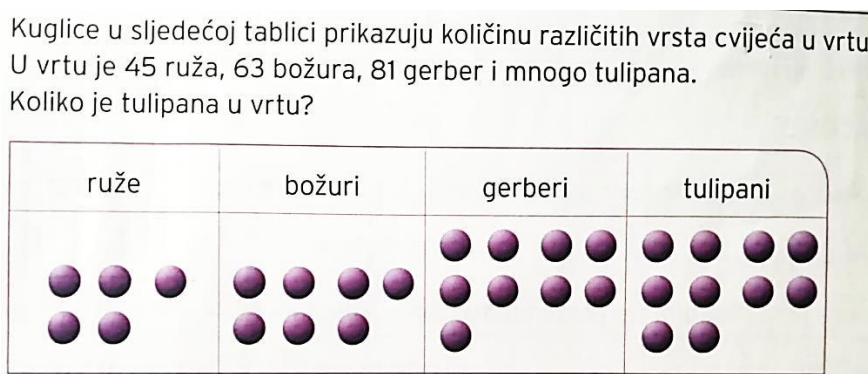 Kuglice u sljedećoj tablici prikazuju količinu različitih vrsta cvijeća u vrtu
U vrtu je 45 ruža, 63 božura, 81 gerber i mnogo tulipana.
Koliko je tulipana u vrtu?
ruže božuri gerberi tulipani